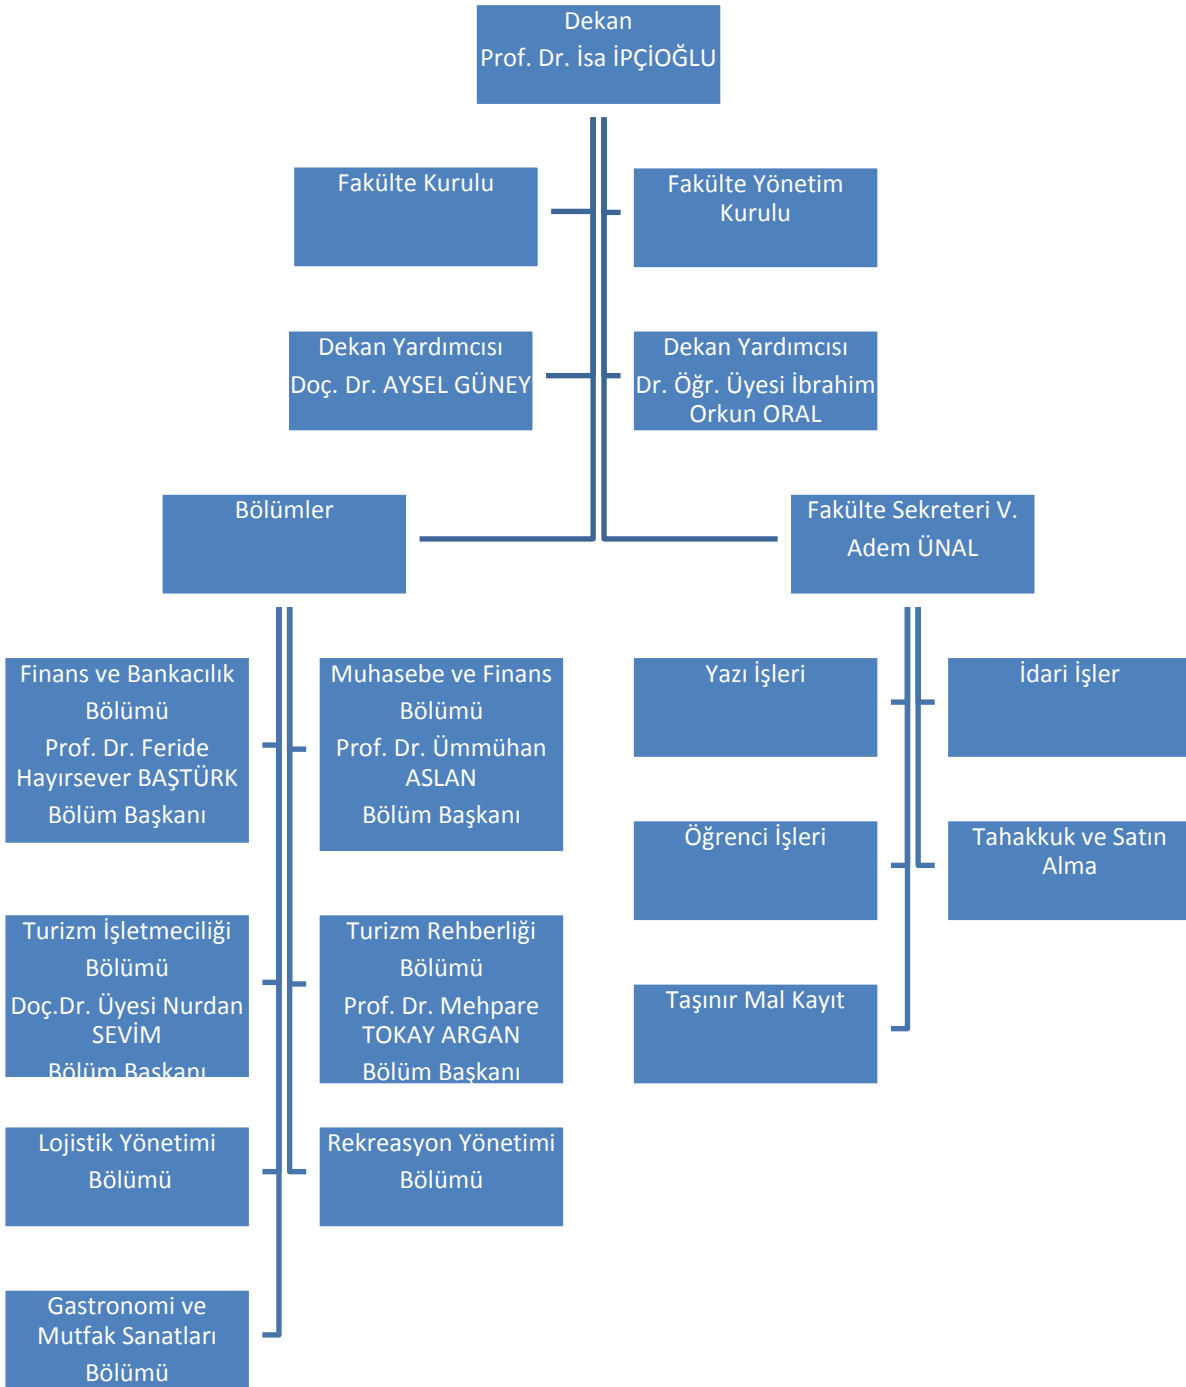 Dekan
Prof. Dr. İsa İPÇİOĞLU
Fakülte Kurulu
Fakülte Yönetim
Kurulu
Dekan Yardımcısı
Doç. Dr. AYSEL GÜNEY
Dekan Yardımcısı
Dr. Öğr. Üyesi İbrahim
Orkun ORAL
Bölümler
Fakülte Sekreteri V.
Adem ÜNAL
Finans ve Bankacılık
Bölümü
Prof. Dr. Feride
Hayırsever BAŞTÜRK
Bölüm Başkanı
Muhasebe ve Finans
Bölümü
Prof. Dr. Ümmühan
ASLAN
Bölüm Başkanı
Turizm İşletmeciliği
Bölümü
Doç.Dr. Üyesi Nurdan
SEVİM
Bölüm Başkanı
Turizm Rehberliği
Bölümü
Prof. Dr. Mehpare
TOKAY ARGAN
Bölüm Başkanı
Lojistik Yönetimi
Bölümü
Rekreasyon Yönetimi
Bölümü
Gastronomi ve
Mutfak Sanatları
Bölümü
Yazı İşleri
İdari İşler
Öğrenci İşleri
Tahakkuk ve Satın
Alma
Taşınır Mal Kayıt